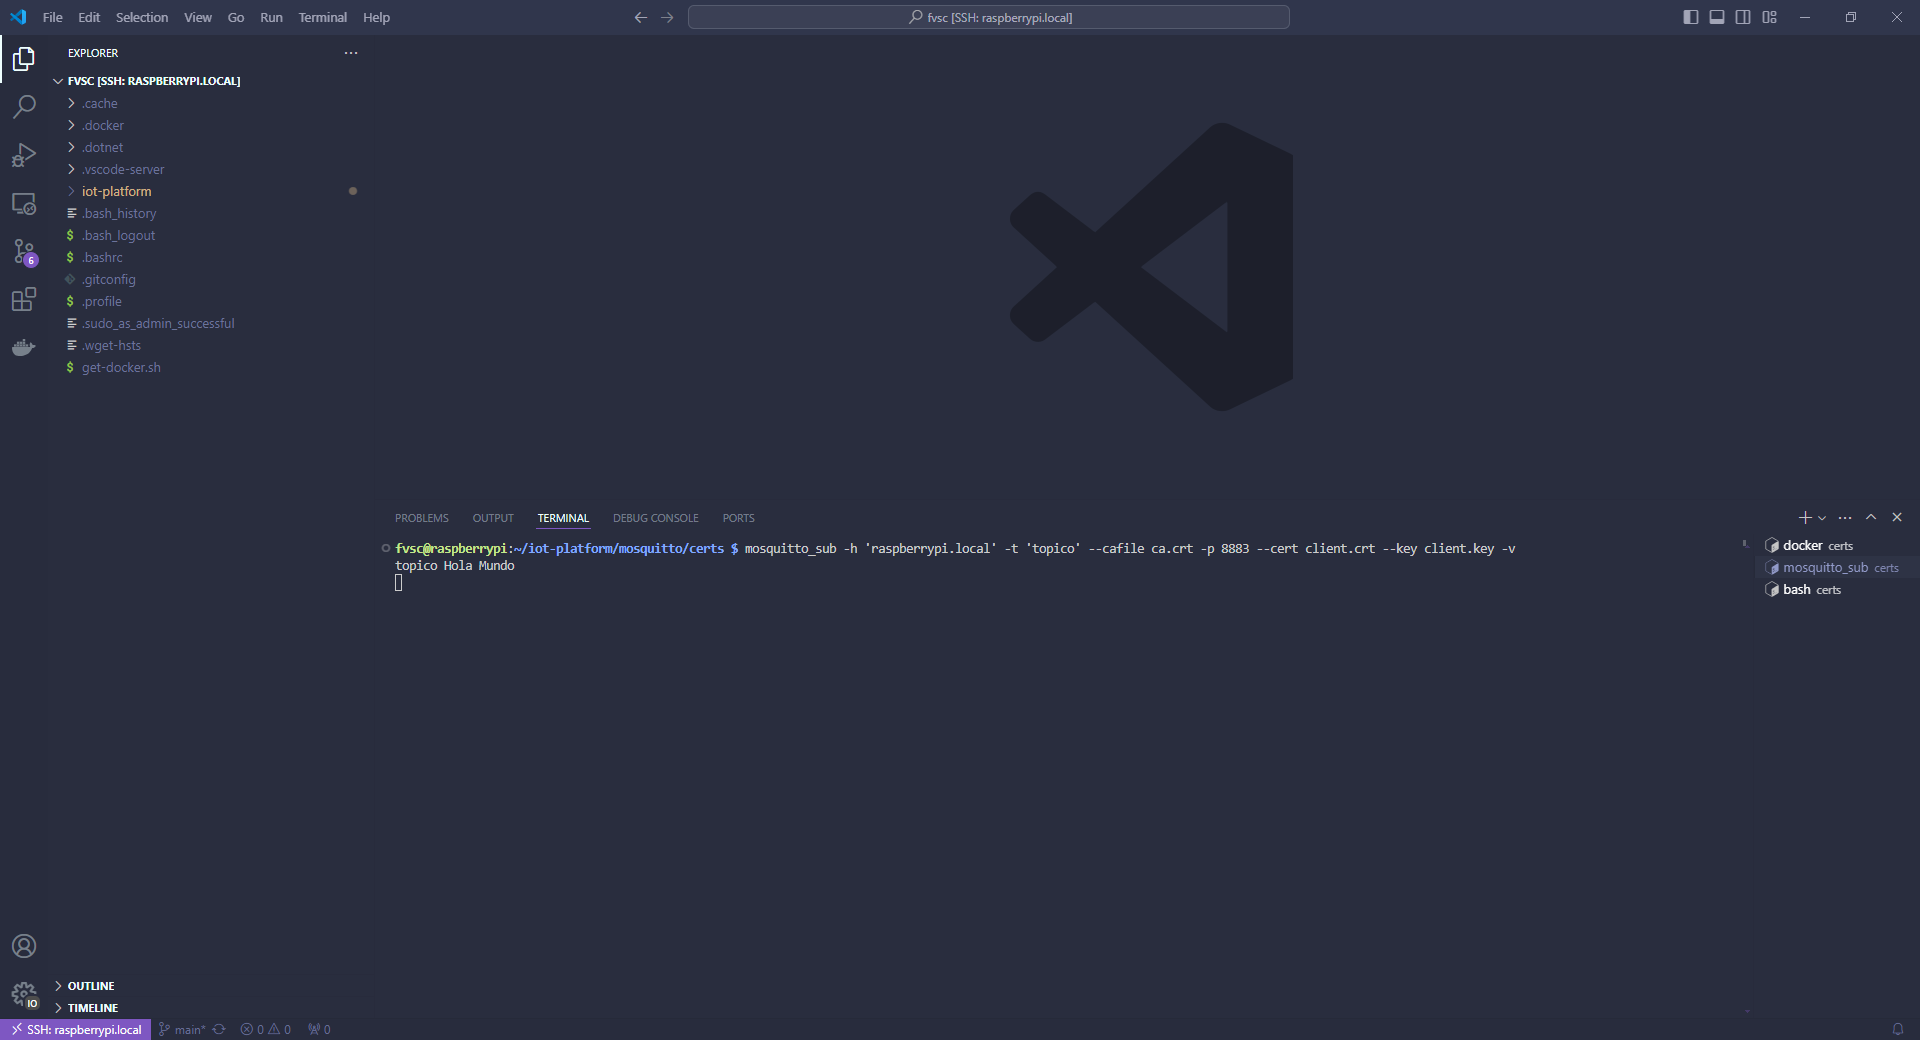 File Edit Selection View Go Run Terminal Help
fvsc [SSH: raspberrypi.local]
EXPLORER
FVSC [SSH: RASPBERRYPI.LOCAL]
.cache
.docker
.dotnet
.vscode-server
iot-platform
.bash_history
$ .bash_logout
$ .bashrc
.gitconfig
$ .profile
.sudo_as_admin_successful
.wget-hsts
$ get-docker.sh
6
PROBLEMS OUTPUT TERMINAL DEBUG CONSOLE PORTS
fvsc@raspberrypi:~/iot-platform/mosquitto/certs $ mosquitto_sub -h 'raspberrypi.local' -t 'topico' --cafile ca.crt -p 8883 --cert client.crt --key client.key -v
topico Hola Mundo
docker certs
mosquitto_sub certs
bash certs
OUTLINE
TIMELINE
IO
SSH: raspberrypi.local main* 0 0 0